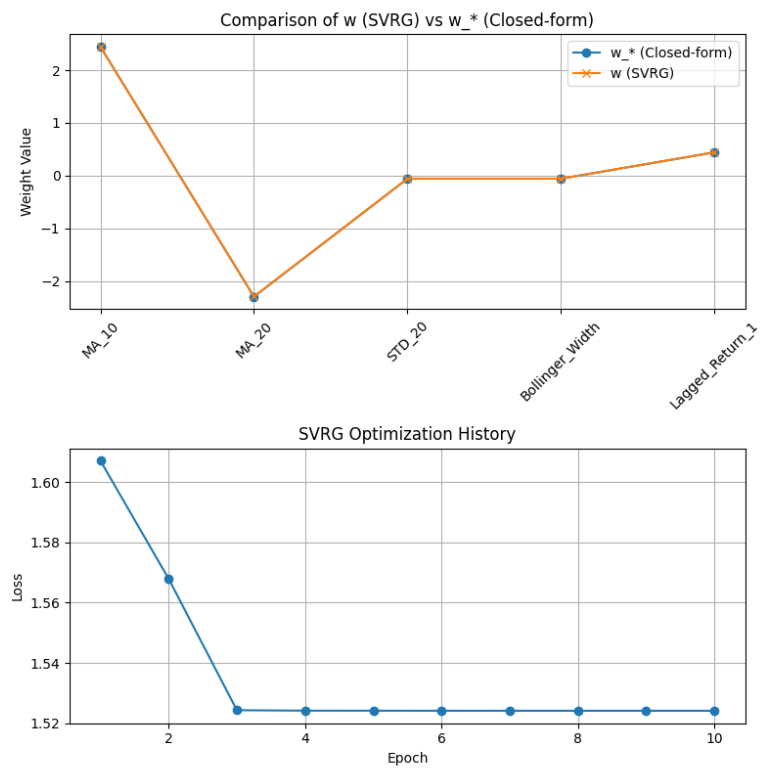 Comparison of w (SVRG) vs w_* (Closed-form)
w_* (Closed-form)
w (SVRG)
Weight Value
2
1
0
−1
−2
MA_10
MA_20
STD_20
Bollinger_Width
Lagged_Return_1
SVRG Optimization History
Loss
1.60
1.58
1.56
1.54
1.52
2
4
6
8
10
Epoch